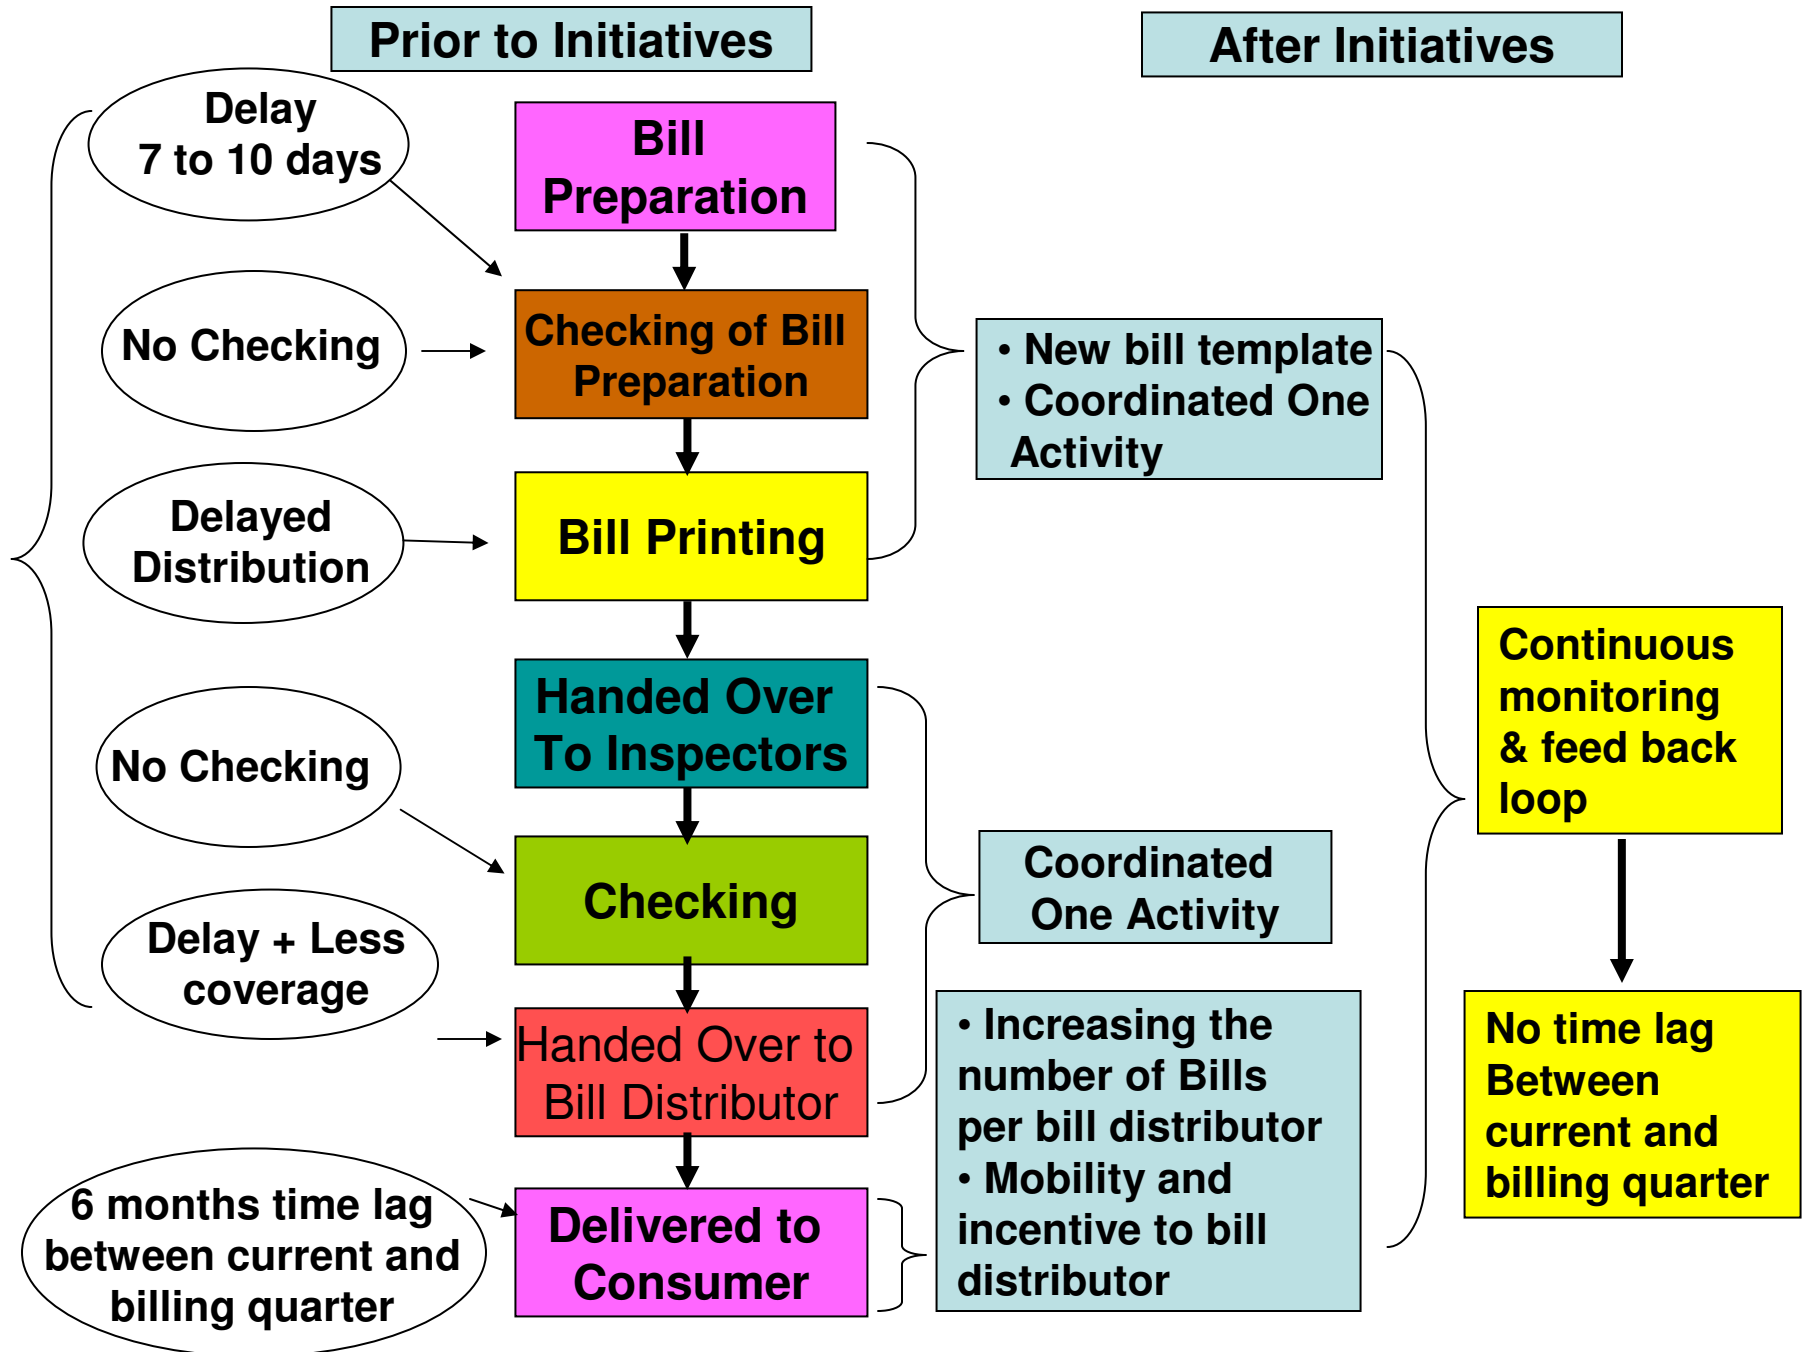 Prior to Initiatives
After Initiatives
Delay
7 to 10 days
No Checking
Delayed
Distribution
No Checking
Delay + Less
coverage
6 months time lag
between current and
billing quarter
Bill
Preparation
Checking of Bill
Preparation
Bill Printing
Handed Over
To Inspectors
Checking
Handed Over to
Bill Distributor
Delivered to
Consumer
• New bill template
• Coordinated One
Activity
Coordinated
One Activity
• Increasing the
number of Bills
per bill distributor
• Mobility and
incentive to bill
distributor
Continuous
monitoring
& feed back
loop
No time lag
Between
current and
billing quarter